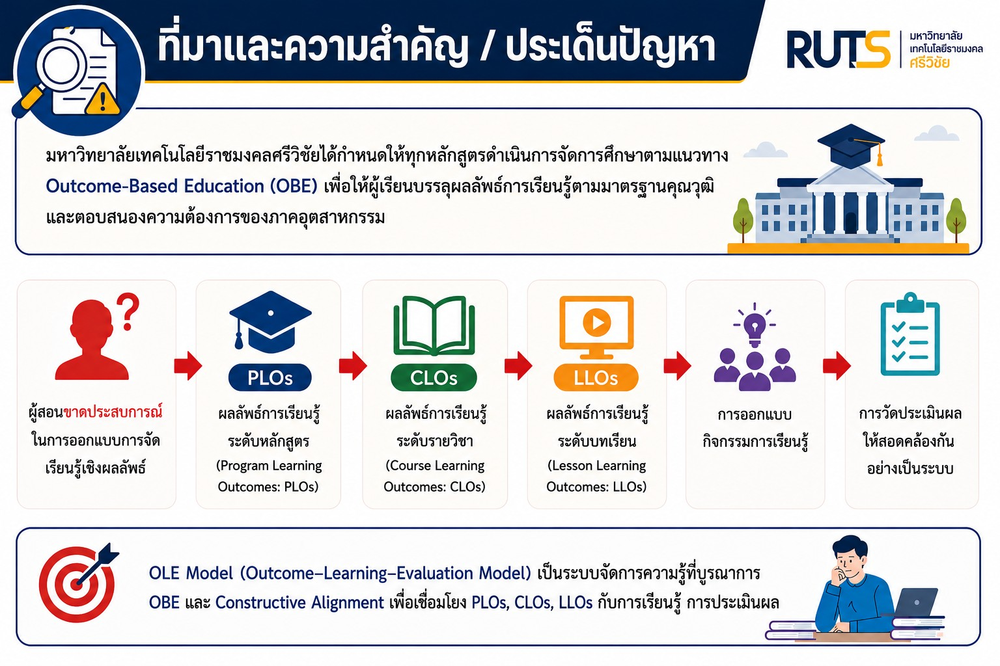 ที่มาและความสำคัญ / ประเด็นปัญหา
RUTS
มหาวิทยาลัย
เทคโนโลยีราชมงคล
ศรีวิชัย
มหาวิทยาลัยเทคโนโลยีราชมงคลศรีวิชัยได้กำหนดให้ทุกหลักสูตรดำเนินการจัดการศึกษาตามแนวทาง
Outcome-Based Education (OBE) เพื่อให้ผู้เรียนบรรลุผลลัพธ์การเรียนรู้ตามมาตรฐานคุณวุฒิ
และตอบสนองความต้องการของภาคอุตสาหกรรม
?
ผู้สอนขาดประสบการณ์
ในการออกแบบการจัด
เรียนรู้เชิงผลลัพธ์
PLOs
ผลลัพธ์การเรียนรู้
ระดับหลักสูตร
(Program Learning
Outcomes: PLOs)
CLOs
ผลลัพธ์การเรียนรู้
ระดับรายวิชา
(Course Learning
Outcomes: CLOs)
LLOs
ผลลัพธ์การเรียนรู้
ระดับบทเรียน
(Lesson Learning
Outcomes: LLOs)
การออกแบบ
กิจกรรมการเรียนรู้
การวัดประเมินผล
ให้สอดคล้องกัน
อย่างเป็นระบบ
OLE Model (Outcome–Learning–Evaluation Model) เป็นระบบจัดการความรู้ที่บูรณาการ
OBE และ Constructive Alignment เพื่อเชื่อมโยง PLOs, CLOs, LLOs กับการเรียนรู้ การประเมินผล